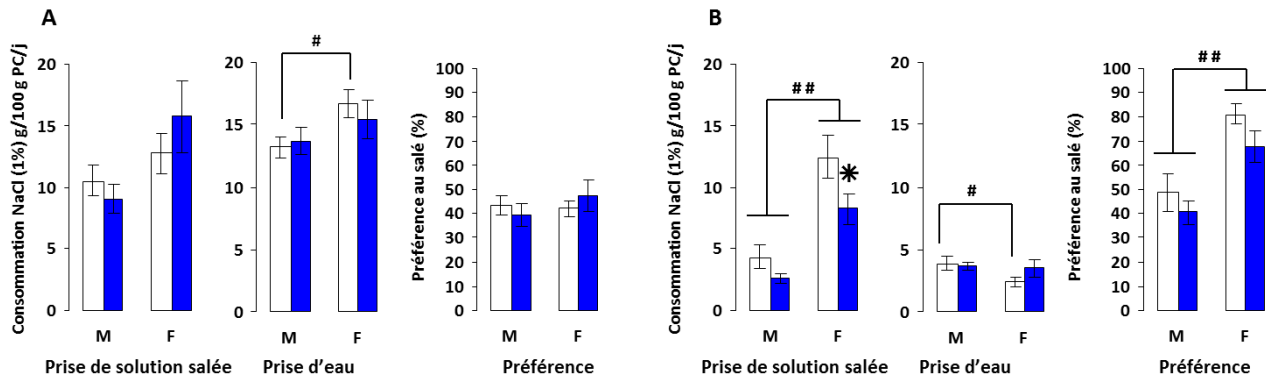 A
Consommation Nacl (1%) g/100 g PC/j
20
15
10
5
0
M F
Prise de solution salée
#
20
15
10
5
0
M F
Prise d'eau
Préférence au salé (%)
100
90
80
70
60
50
40
30
20
10
0
M F
Préférence
B
Consommation Nacl (1%) g/100 g PC/j
20
15
10
5
0
# #
*
M F
Prise de solution salée
20
15
10
5
0
#
M F
Prise d'eau
Préférence au salé (%)
100
90
80
70
60
50
40
30
20
10
0
# #
M F
Préférence